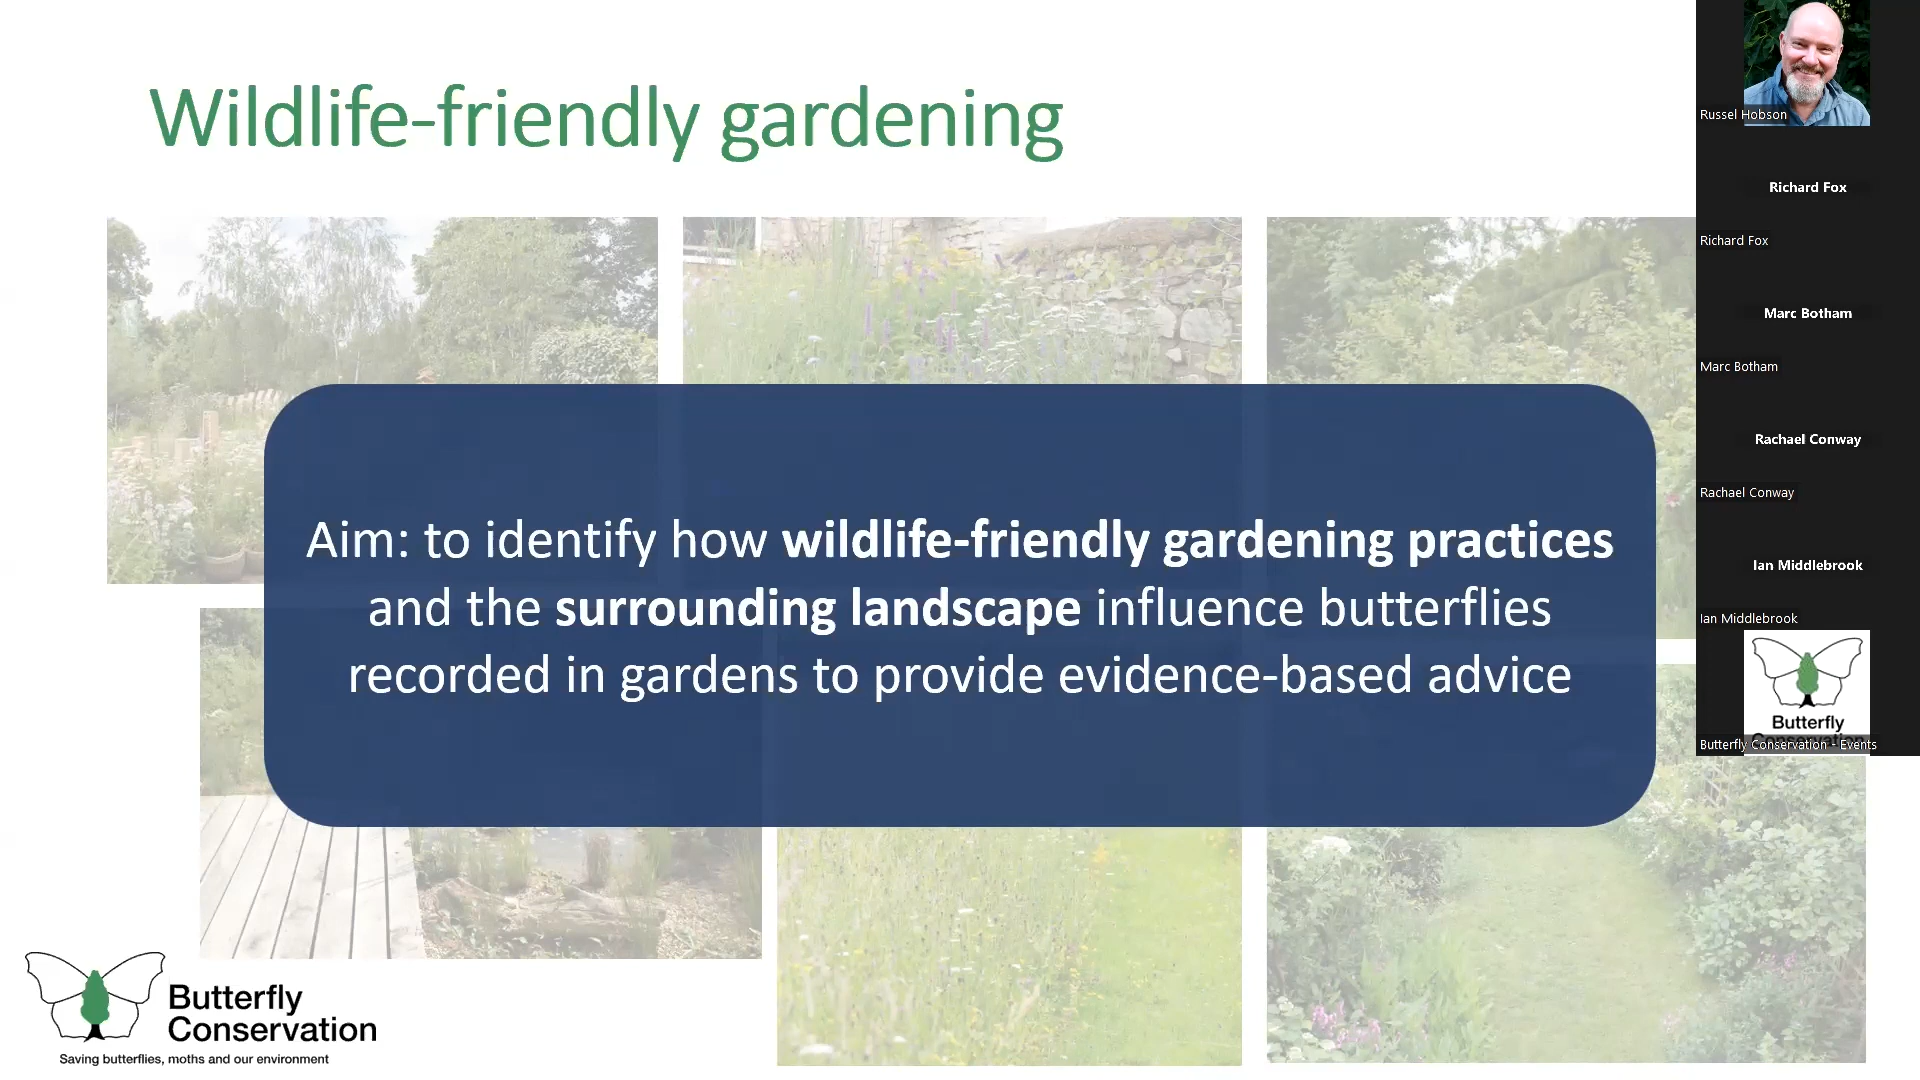 Wildlife-friendly gardening
Aim: to identify how wildlife-friendly gardening practices
and the surrounding landscape influence butterflies
recorded in gardens to provide evidence-based advice
Butterfly
Conservation
Saving butterflies, moths and our environment
Russel Hobson
Richard Fox
Richard Fox
Marc Botham
Marc Botham
Rachael Conway
Rachael Conway
Ian Middlebrook
Ian Middlebrook
Butterfly
Conservation
Butterfly Conservation - Events